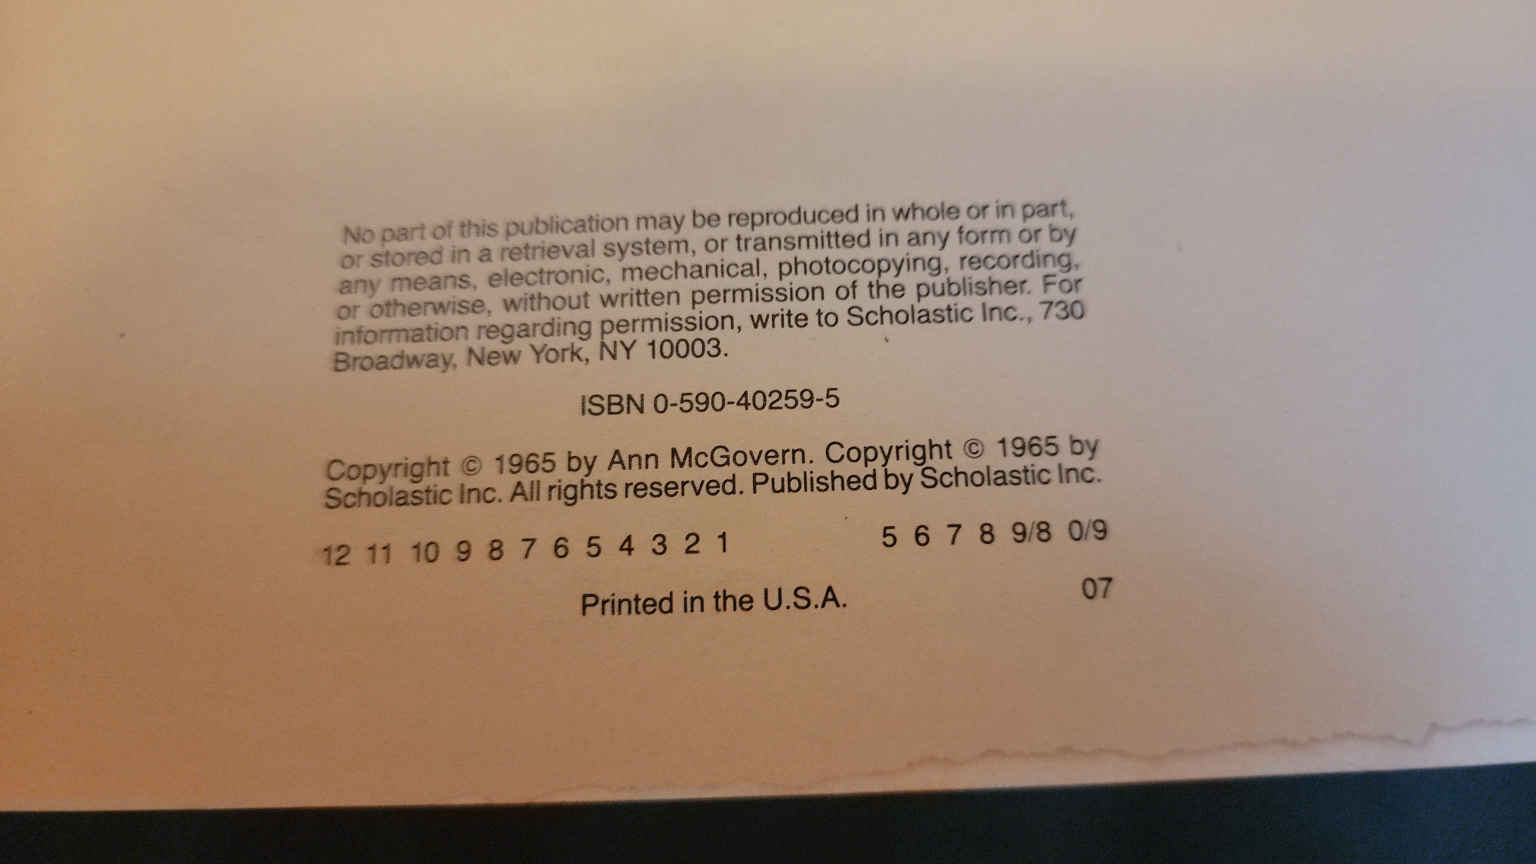 No part of this publication may be reproduced in whole or in part,
or stored in a retrieval system, or transmitted in any form or by
any means, electronic, mechanical, photocopying, recording,
or otherwise, without written permission of the publisher. For
information regarding permission, write to Scholastic Inc., 730
Broadway, New York, NY 10003.
ISBN 0-590-40259-5
Copyright © 1965 by Ann McGovern. Copyright © 1965 by
Scholastic Inc. All rights reserved. Published by Scholastic Inc.
12 11 10 9 8 7 6 5 4 3 2 1 5 6 7 8 9/8 0/9
Printed in the U.S.A. 07